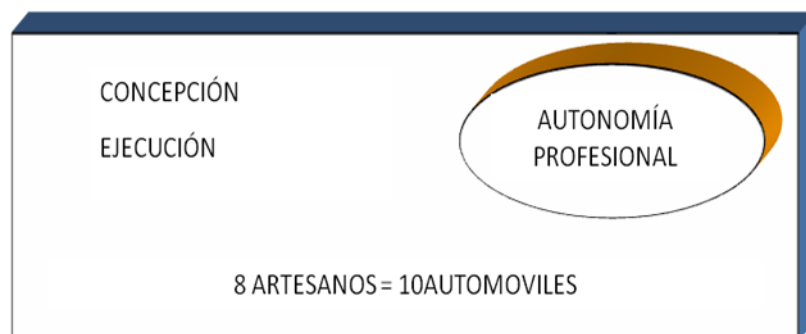 CONCEPCIÓN
EJECUCIÓN
AUTONOMÍA
PROFESIONAL
8 ARTESANOS = 10AUTOMOVILES